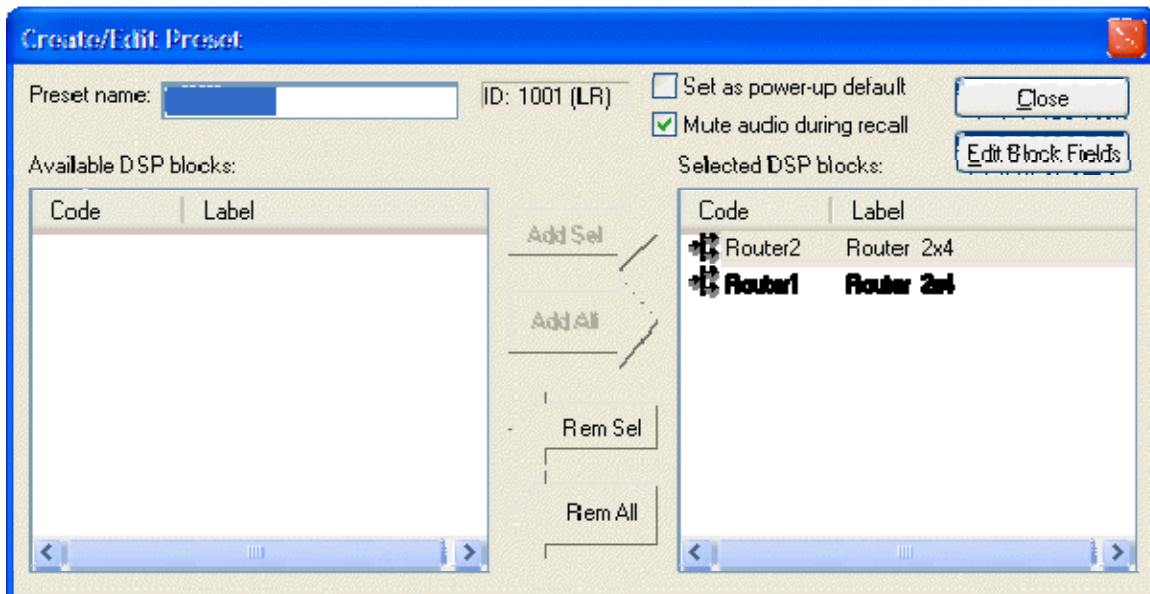 Create/Edit Preset
Preset name:
ID: 1001 (LR)
Set as power-up default
Mute audio during recall
Close
Edit Block Fields
Available DSP blocks:
Code Label
Add Sel
Add All
Rem Sel
Rem All
Selected DSP blocks:
Code Label
Router2 Router 2x4
Router1 Router 2x4